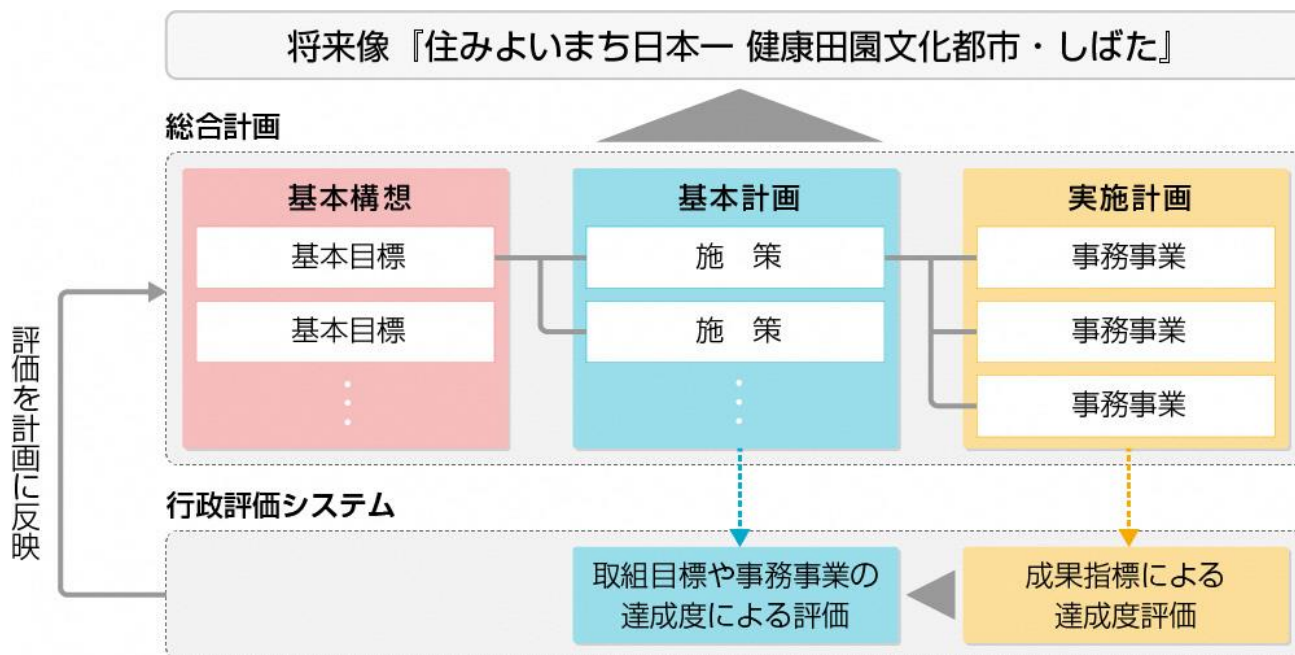 将来像『住みよいまち日本一 健康田園文化都市・しばた』
総合計画
基本構想
基本目標
基本目標
基本計画
施　策
施　策
実施計画
事務事業
事務事業
事務事業
評価を計画に反映
行政評価システム
取組目標や事務事業の
達成度による評価
成果指標による
達成度評価